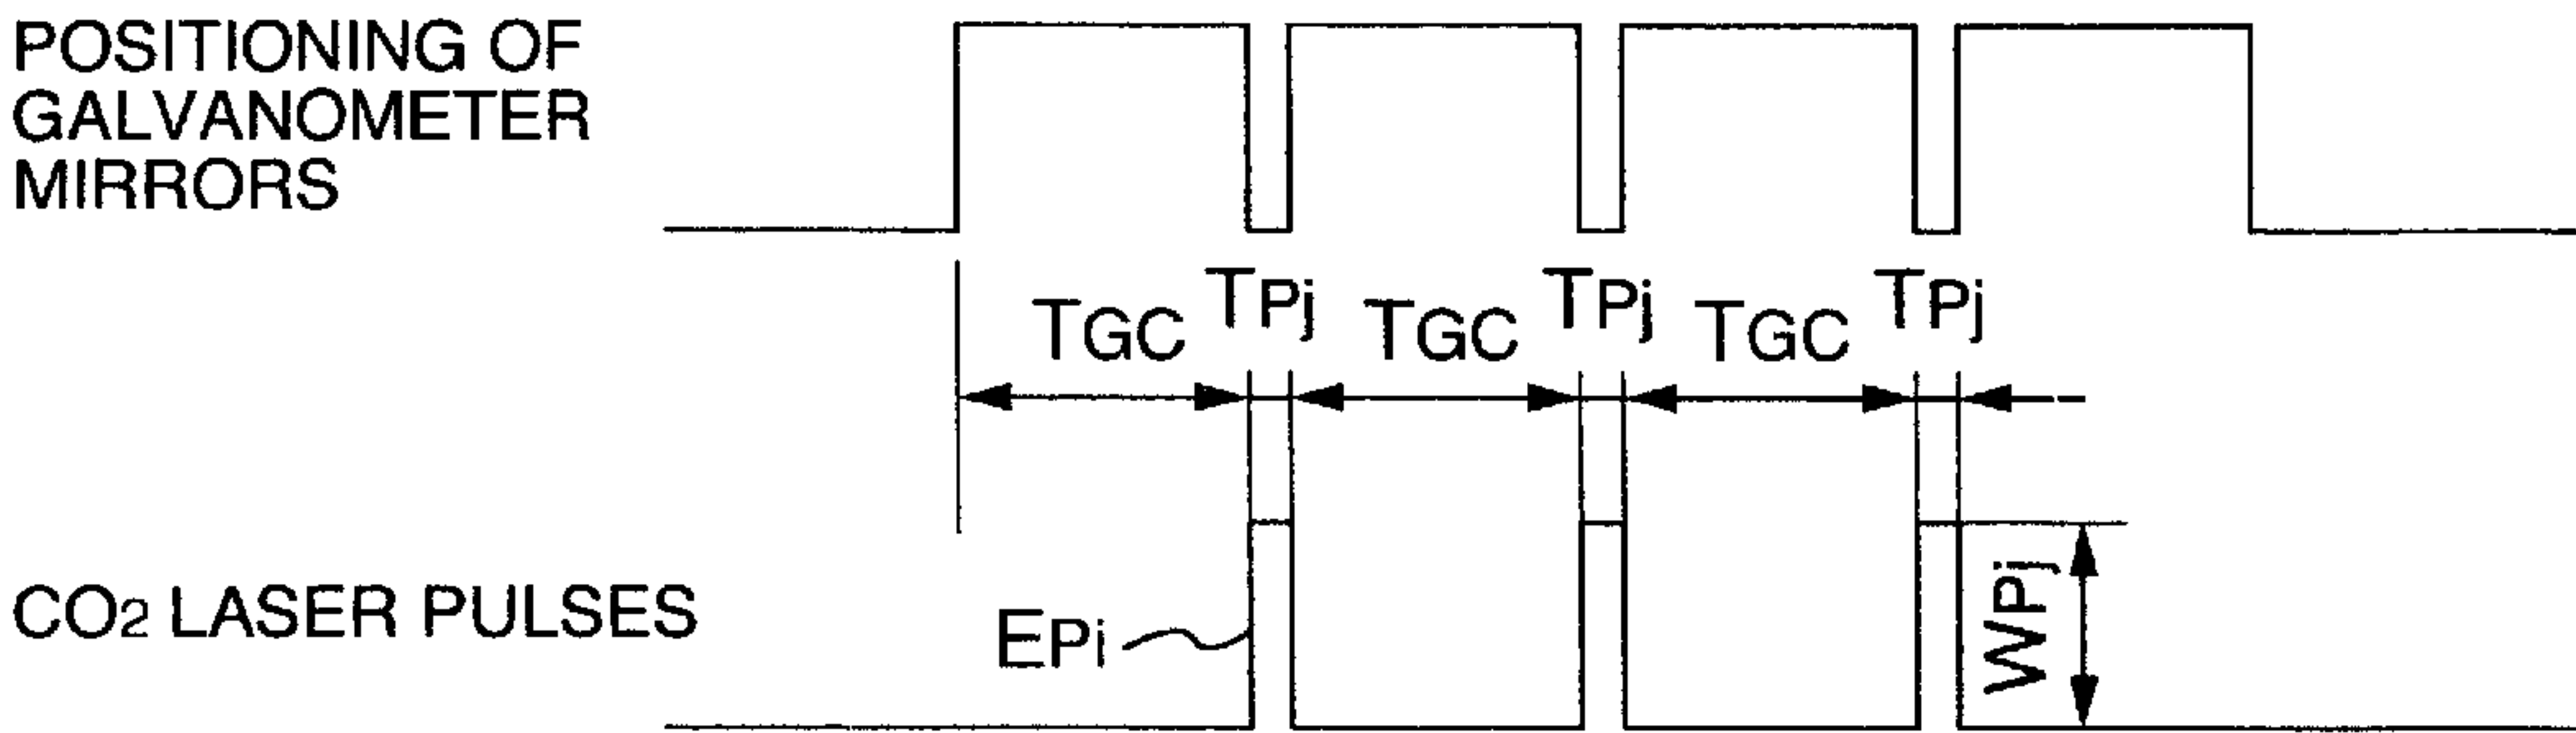 POSITIONING OF
GALVANOMETER
MIRRORS
TGC TPj TGC TPj TGC TPj
CO2 LASER PULSES
EPi
WPj